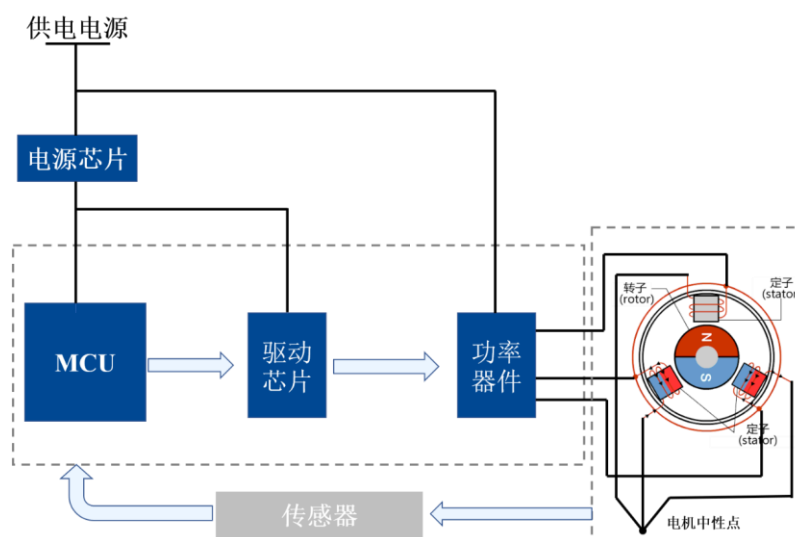 供电电源
电源芯片
MCU
驱动
芯片
功率
器件
转子
(rotor)
定子
(stator)
N
S
定子
(stator)
电机中性点
传感器